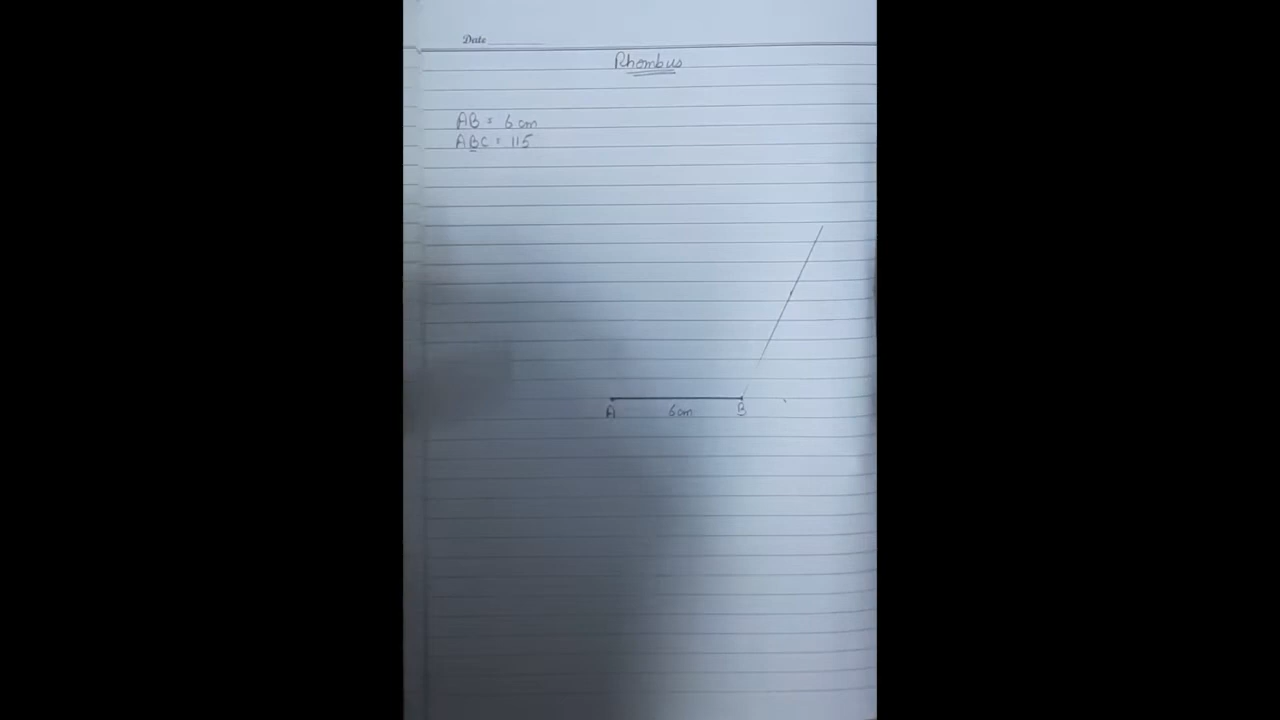 Date
Rhombus
AB = 6 cm
ABC = 115
A 6cm B